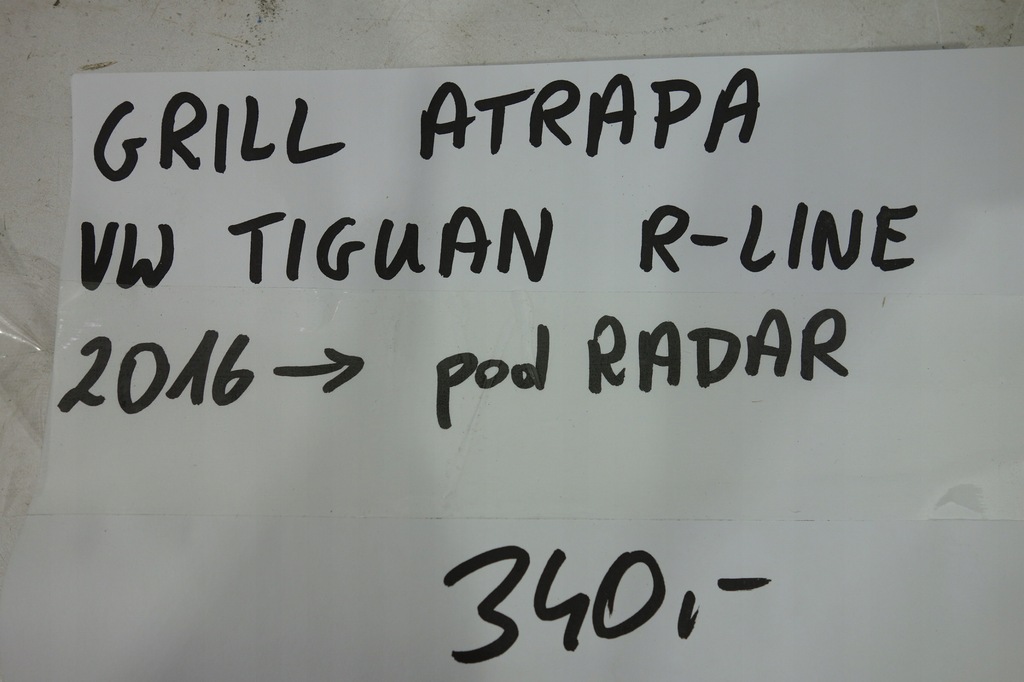 GRILL ATRAPA
VW TIGUAN R-LINE
2016 → pod RADAR
340,-